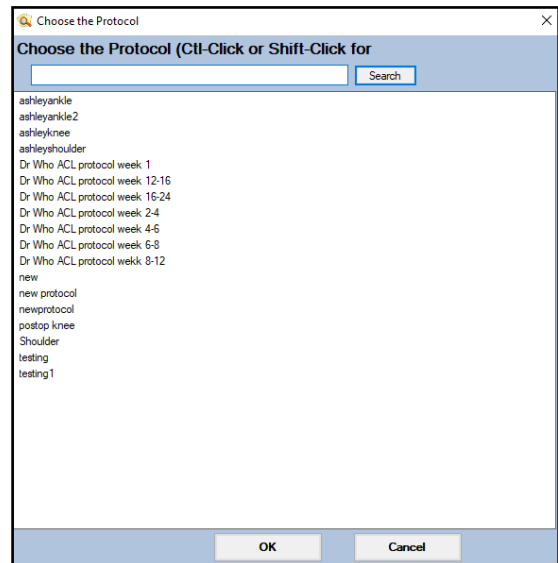 Choose the Protocol
Choose the Protocol (Ctl-Click or Shift-Click for
Search
ashleyankle
ashleyankle2
ashleyknee
ashleyshoulder
Dr Who ACL protocol week 1
Dr Who ACL protocol week 12-16
Dr Who ACL protocol week 16-24
Dr Who ACL protocol week 2-4
Dr Who ACL protocol week 4-6
Dr Who ACL protocol week 6-8
Dr Who ACL protocol wekk 8-12
new
new protocol
newprotocol
postop knee
Shoulder
testing
testing1
OK Cancel